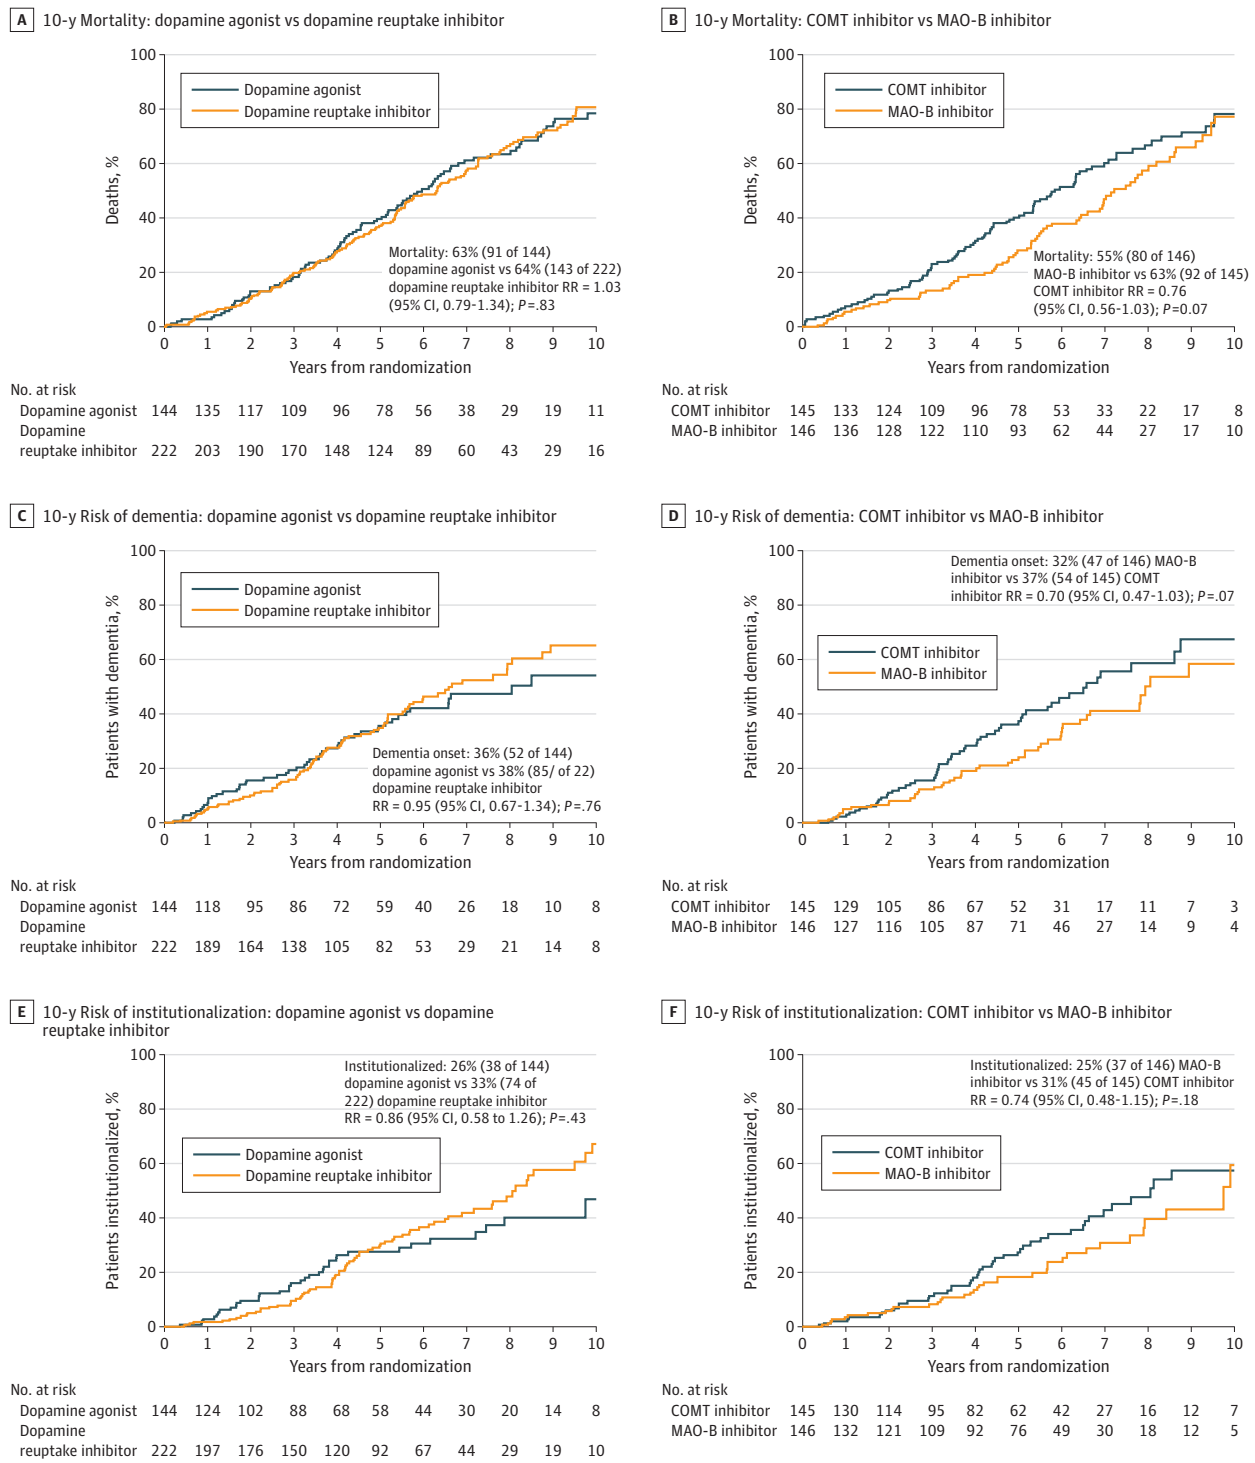 A 10-y Mortality: dopamine agonist vs dopamine reuptake inhibitor
100
80
60
40
20
0
Deaths, %
Dopamine agonist
Dopamine reuptake inhibitor
Mortality: 63% (91 of 144)
dopamine agonist vs 64% (143 of 222)
dopamine reuptake inhibitor RR = 1.03
(95% CI, 0.79-1.34); P=.83
0 1 2 3 4 5 6 7 8 9 10
Years from randomization
No. at risk
Dopamine agonist 144 135 117 109 96 78 56 38 29 19 11
Dopamine
reuptake inhibitor 222 203 190 170 148 124 89 60 43 29 16
B 10-y Mortality: COMT inhibitor vs MAO-B inhibitor
100
80
60
40
20
0
Deaths, %
COMT inhibitor
MAO-B inhibitor
Mortality: 55% (80 of 146)
MAO-B inhibitor vs 63% (92 of 145)
COMT inhibitor RR = 0.76
(95% CI, 0.56-1.03); P=0.07
0 1 2 3 4 5 6 7 8 9 10
Years from randomization
No. at risk
COMT inhibitor 145 133 124 109 96 78 53 33 22 17 8
MAO-B inhibitor 146 136 128 122 110 93 62 44 27 17 10
C 10-y Risk of dementia: dopamine agonist vs dopamine reuptake inhibitor
100
80
60
40
20
0
Patients with dementia, %
Dopamine agonist
Dopamine reuptake inhibitor
Dementia onset: 36% (52 of 144)
dopamine agonist vs 38% (85/ of 22)
dopamine reuptake inhibitor
RR = 0.95 (95% CI, 0.67-1.34); P=.76
0 1 2 3 4 5 6 7 8 9 10
Years from randomization
No. at risk
Dopamine agonist 144 118 95 86 72 59 40 26 18 10 8
Dopamine
reuptake inhibitor 222 189 164 138 105 82 53 29 21 14 8
D 10-y Risk of dementia: COMT inhibitor vs MAO-B inhibitor
100
80
60
40
20
0
Patients with dementia, %
Dementia onset: 32% (47 of 146) MAO-B
inhibitor vs 37% (54 of 145) COMT
inhibitor RR = 0.70 (95% CI, 0.47-1.03); P=.07
COMT inhibitor
MAO-B inhibitor
0 1 2 3 4 5 6 7 8 9 10
Years from randomization
No. at risk
COMT inhibitor 145 129 105 86 67 52 31 17 11 7 3
MAO-B inhibitor 146 127 116 105 87 71 46 27 14 9 4
E 10-y Risk of institutionalization: dopamine agonist vs dopamine
reuptake inhibitor
100
80
60
40
20
0
Patients institutionalized, %
Institutionalized: 26% (38 of 144)
dopamine agonist vs 33% (74 of
222) dopamine reuptake inhibitor
RR = 0.86 (95% CI, 0.58 to 1.26); P=.43
Dopamine agonist
Dopamine reuptake inhibitor
0 1 2 3 4 5 6 7 8 9 10
Years from randomization
No. at risk
Dopamine agonist 144 124 102 88 68 58 44 30 20 14 8
Dopamine
reuptake inhibitor 222 197 176 150 120 92 67 44 29 19 10
F 10-y Risk of institutionalization: COMT inhibitor vs MAO-B inhibitor
100
80
60
40
20
0
Patients institutionalized, %
Institutionalized: 25% (37 of 146) MAO-B
inhibitor vs 31% (45 of 145) COMT inhibitor
RR = 0.74 (95% CI, 0.48-1.15); P=.18
COMT inhibitor
MAO-B inhibitor
0 1 2 3 4 5 6 7 8 9 10
Years from randomization
No. at risk
COMT inhibitor 145 130 114 95 82 62 42 27 16 12 7
MAO-B inhibitor 146 132 121 109 92 76 49 30 18 12 5